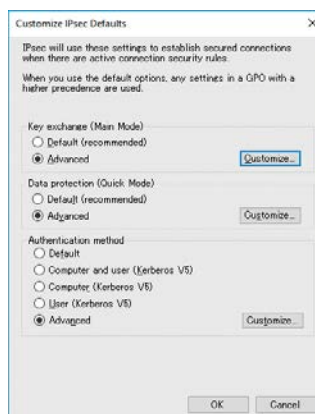 Customize IPsec Defaults
IPsec will use these settings to establish secured connections
when there are active connection security rules.
When you use the default options, any settings in a GPO with a
higher precedence are used.
Key exchange (Main Mode)
Default (recommended)
Advanced
Customize...
Data protection (Quick Mode)
Default (recommended)
Advanced
Customize...
Authentication method
Default
Computer and user (Kerberos V5)
Computer (Kerberos V5)
User (Kerberos V5)
Advanced
Customize...
OK
Cancel